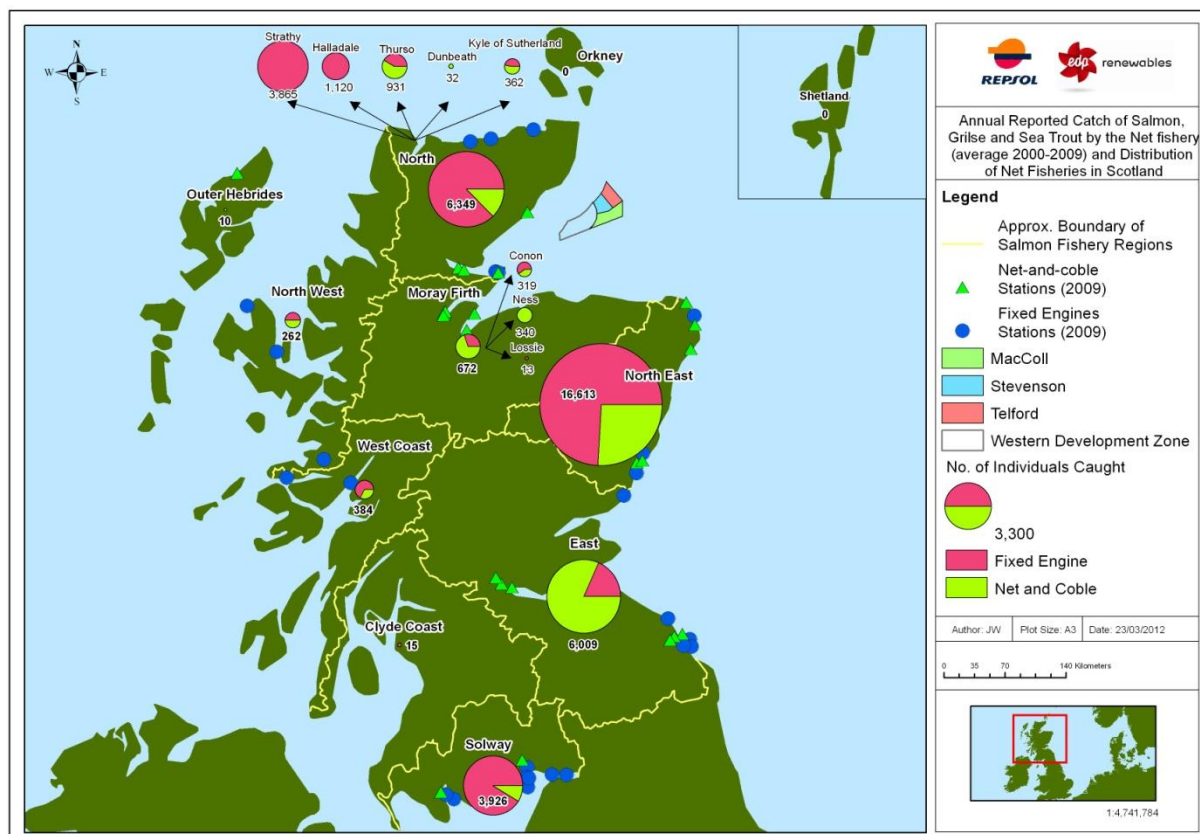 N
W E
S
Strathy
3,865
Halladale
1,120
Thurso
931
Dunbeath
32
Kyle of Sutherland
362
Orkney
0
Shetland
0
North
6,349
Outer Hebrides
10
North West
262
Moray Firth
672
Conon
319
Ness
340
Lossie
13
North East
16,613
West Coast
384
East
6,009
Clyde Coast
15
Solway
3,926
REPSOL
edp renewables
Annual Reported Catch of Salmon,
Grilse and Sea Trout by the Net fishery
(average 2000-2009) and Distribution
of Net Fisheries in Scotland
Legend
Approx. Boundary of
Salmon Fishery Regions
Net-and-coble
Stations (2009)
Fixed Engines
Stations (2009)
MacColl
Stevenson
Telford
Western Development Zone
No. of Individuals Caught
3,300
Fixed Engine
Net and Coble
Author: JW Plot Size: A3 Date: 23/03/2012
0 35 70 140 Kilometers
1:4,741,784